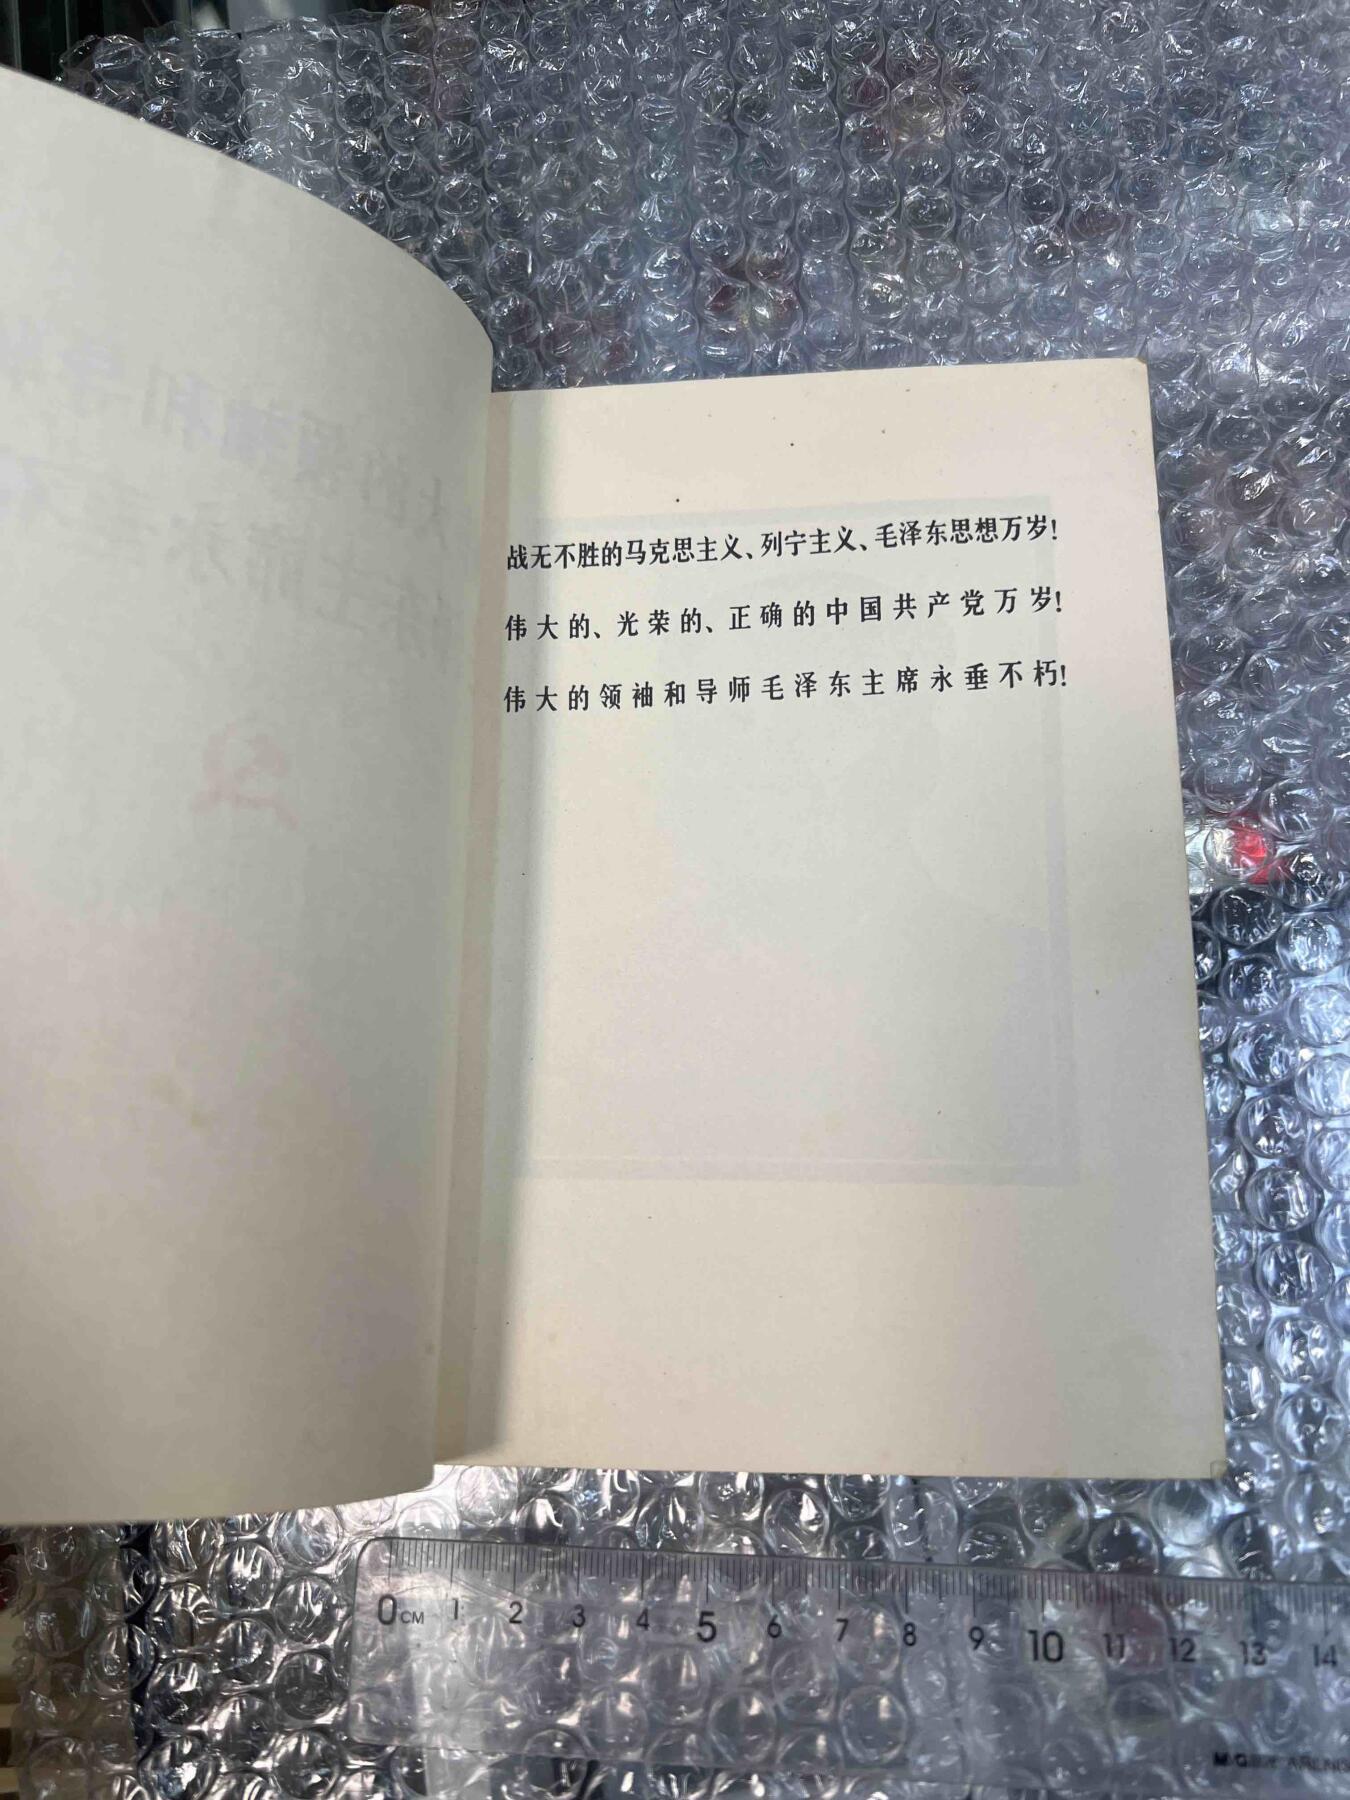 战无不胜的马克思主义、列宁主义、毛泽东思想万岁！
伟大的、光荣的、正确的中国共产党万岁！
伟大的领袖和导师毛泽东主席永垂不朽！
0CM 1 2 3 4 5 6 7 8 9 10 11 12 13 14
M&G